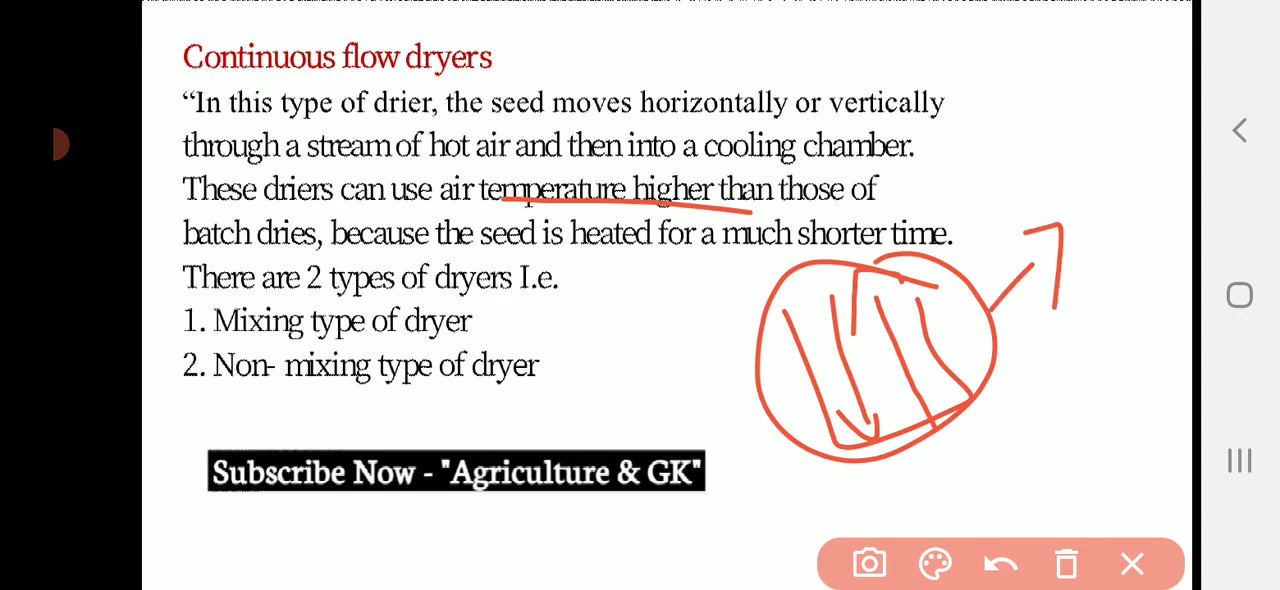 Continuous flow dryers
“In this type of drier, the seed moves horizontally or vertically
through a stream of hot air and then into a cooling chamber.
These driers can use air temperature higher than those of
batch dries, because the seed is heated for a much shorter time.
There are 2 types of dryers I.e.
1. Mixing type of dryer
2. Non- mixing type of dryer
Subscribe Now - "Agriculture & GK"